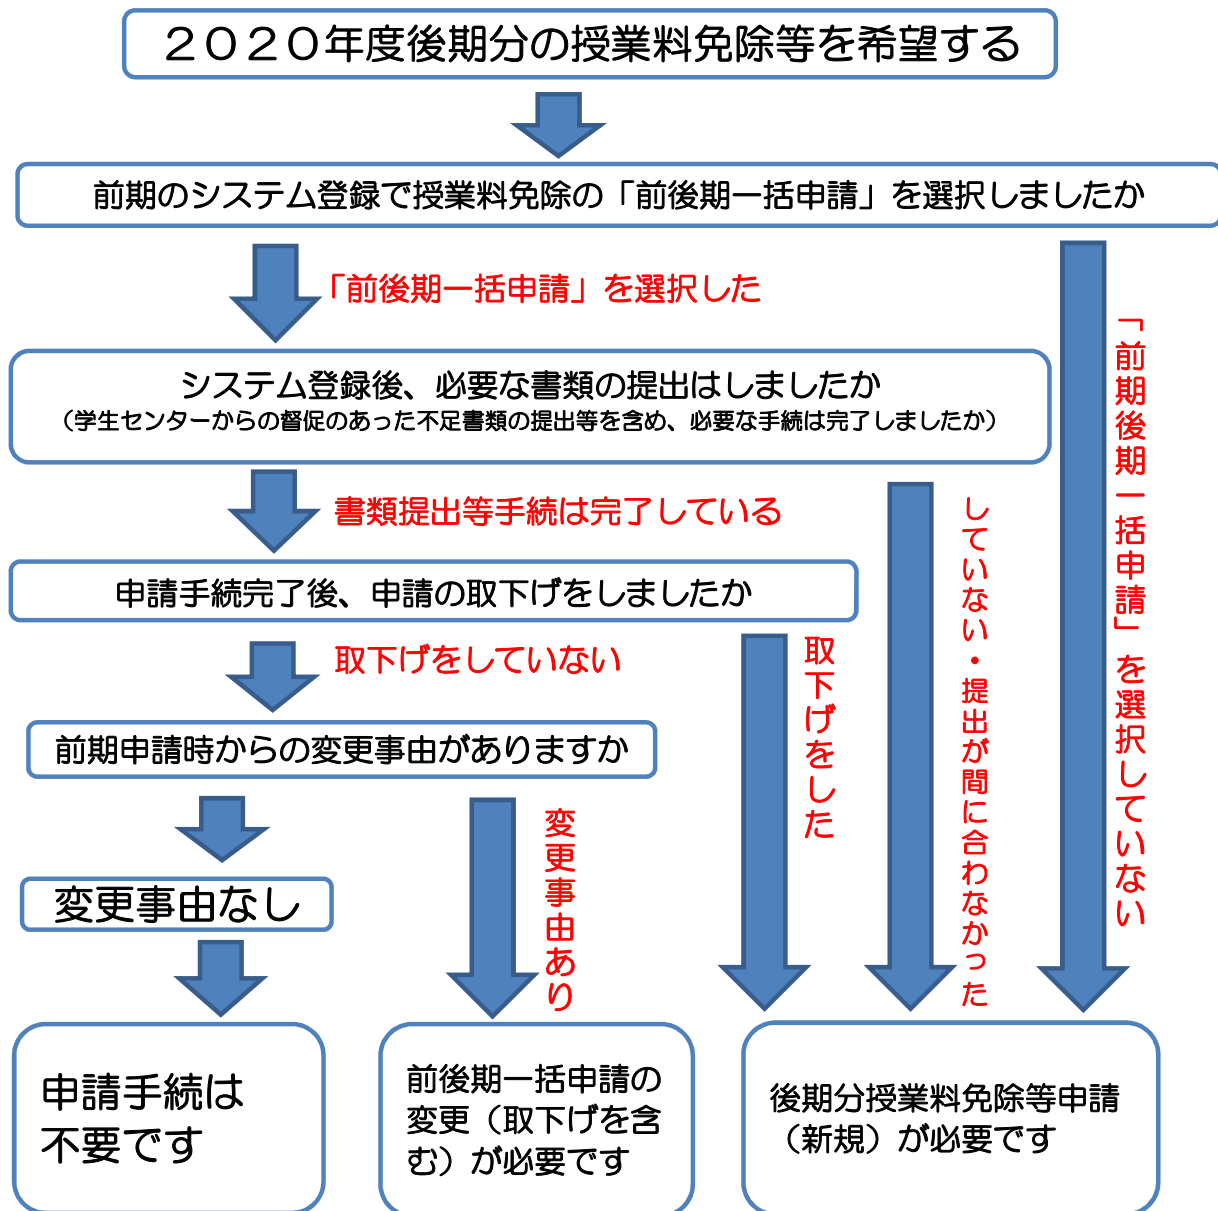 ２０２０年度後期分の授業料免除等を希望する
前期のシステム登録で授業料免除の「前後期一括申請」を選択しましたか
「前後期一括申請」を選択した
「前期後期一括申請」を選択していない
システム登録後、必要な書類の提出はしましたか
（学生センターからの督促のあった不足書類の提出等を含め、必要な手続は完了しましたか）
書類提出等手続は完了している
していない・提出が間に合わなかった
申請手続完了後、申請の取下げをしましたか
取下げをしていない
取下げをした
前期申請時からの変更事由がありますか
変更事由あり
変更事由なし
申請手続は
不要です
前後期一括申請の
変更（取下げを含
む）が必要です
後期分授業料免除等申請
（新規）が必要です